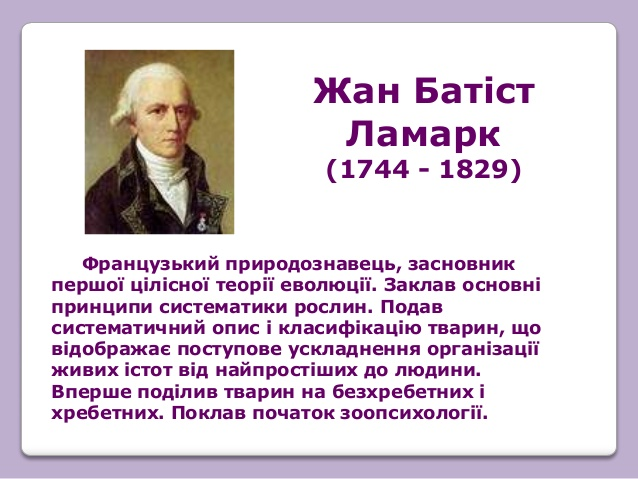 Жан Батіст
Ламарк
(1744 - 1829)
Французький природознавець, засновник
першої цілісної теорії еволюції. Заклав основні
принципи систематики рослин. Подав
систематичний опис і класифікацію тварин, що
відображає поступове ускладнення організації
живих істот від найпростіших до людини.
Вперше поділив тварин на безхребетних і
хребетних. Поклав початок зоопсихології.